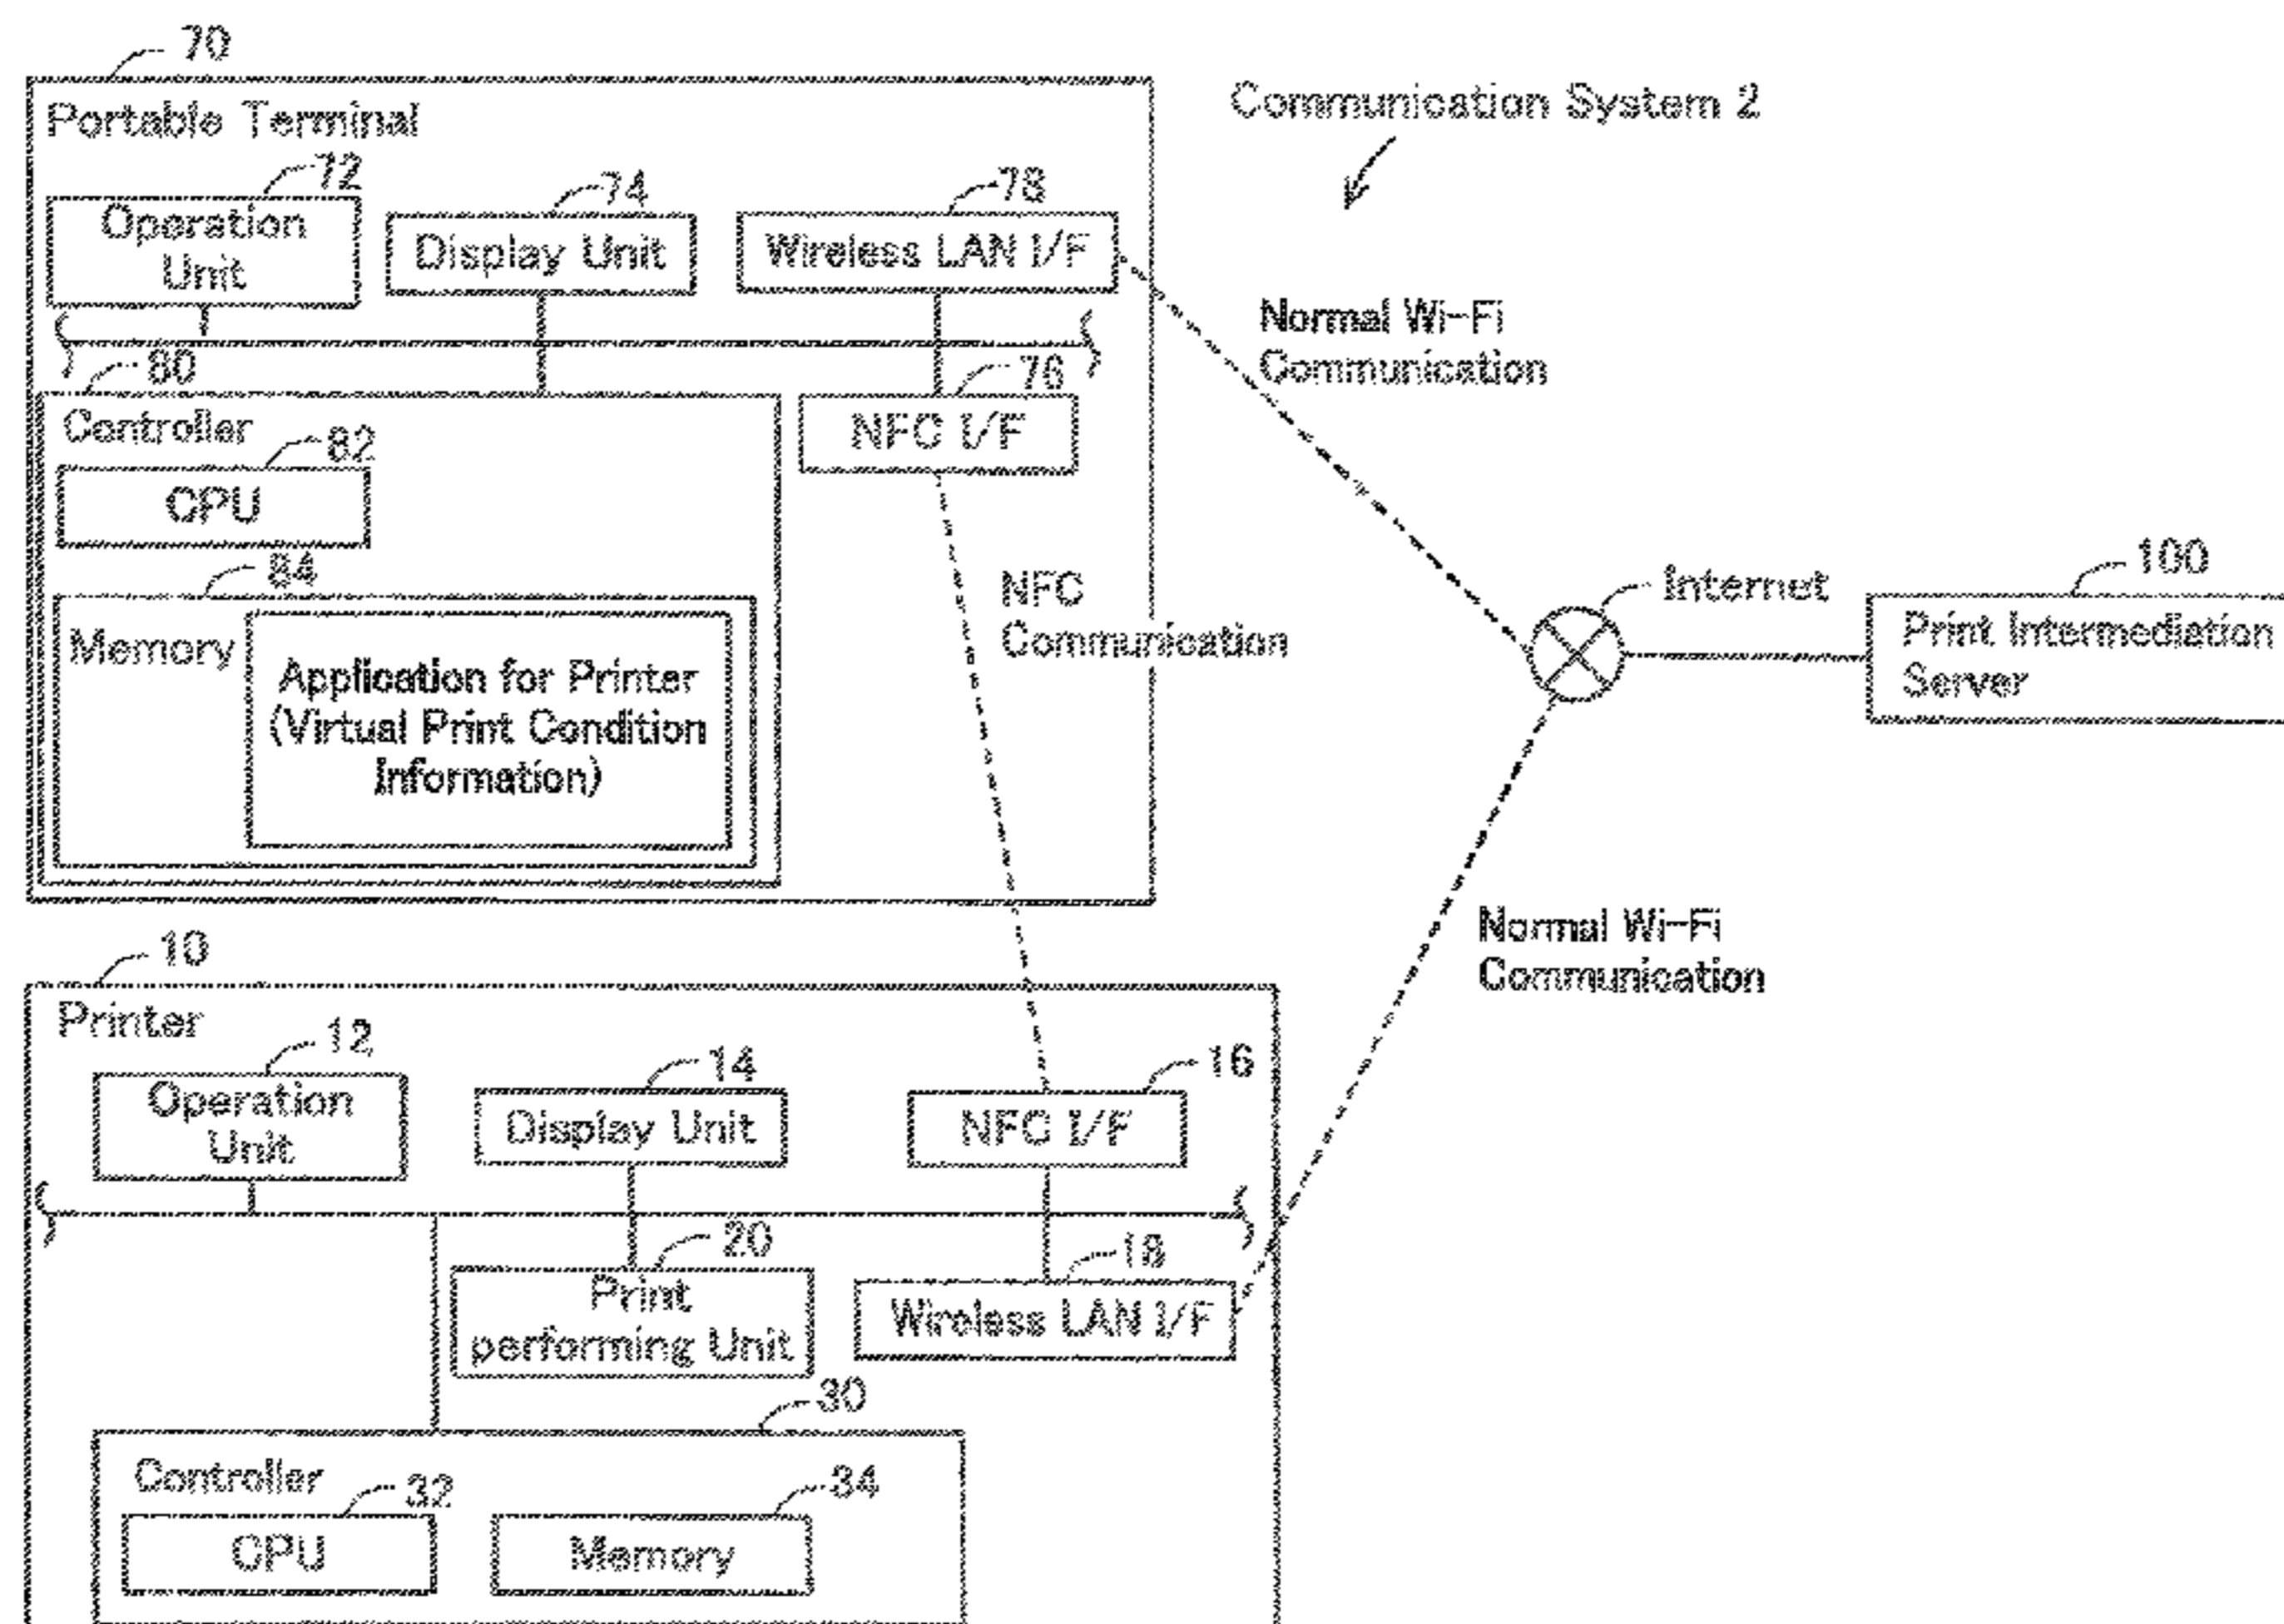 70
Portable Terminal
Communication System 2
72
74
78
Operation
Unit
Display Unit
Wireless LAN I/F
Normal Wi-Fi
Communication
80
76
Controller
NFC I/F
82
CPU
84
NFC
Communication
Internet
100
Memory
Application for Printer
(Virtual Print Condition
Information)
Print Intermediation
Server
10
Normal Wi-Fi
Communication
Printer
12
14
16
Operation
Unit
Display Unit
NFC I/F
20
18
Print
performing Unit
Wireless LAN I/F
30
Controller
32
34
CPU
Memory